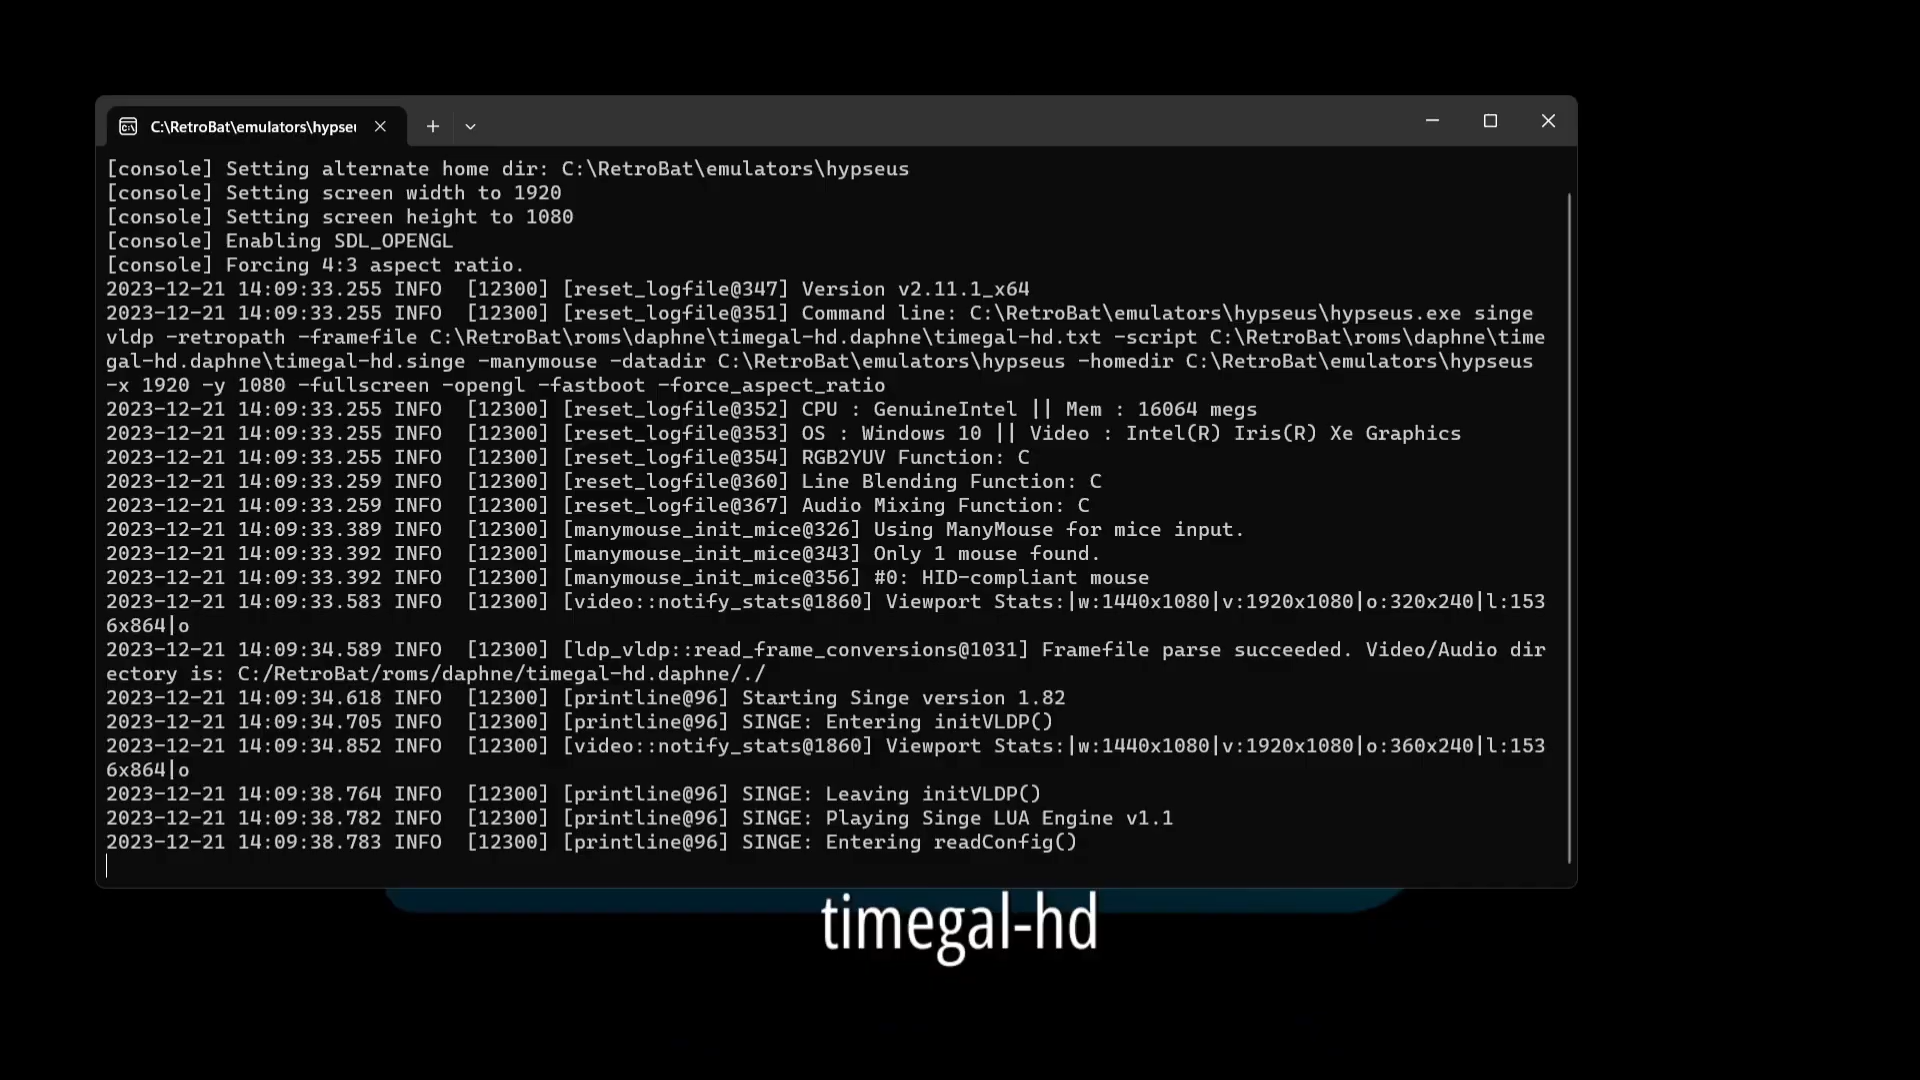 C:\RetroBat\emulators\hypseu
[console] Setting alternate home dir: C:\RetroBat\emulators\hypseus
[console] Setting screen width to 1920
[console] Setting screen height to 1080
[console] Enabling SDL_OPENGL
[console] Forcing 4:3 aspect ratio.
2023-12-21 14:09:33.255 INFO  [12300] [reset_logfile@347] Version v2.11.1_x64
2023-12-21 14:09:33.255 INFO  [12300] [reset_logfile@351] Command line: C:\RetroBat\emulators\hypseus\hypseus.exe singe
vldp -retropath -framefile C:\RetroBat\roms\daphne\timegal-hd.daphne\timegal-hd.txt -script C:\RetroBat\roms\daphne\time
gal-hd.daphne\timegal-hd.singe -manymouse -datadir C:\RetroBat\emulators\hypseus -homedir C:\RetroBat\emulators\hypseus
-x 1920 -y 1080 -fullscreen -opengl -fastboot -force_aspect_ratio
2023-12-21 14:09:33.255 INFO  [12300] [reset_logfile@352] CPU : GenuineIntel || Mem : 16064 megs
2023-12-21 14:09:33.255 INFO  [12300] [reset_logfile@353] OS : Windows 10 || Video : Intel(R) Iris(R) Xe Graphics
2023-12-21 14:09:33.255 INFO  [12300] [reset_logfile@354] RGB2YUV Function: C
2023-12-21 14:09:33.259 INFO  [12300] [reset_logfile@360] Line Blending Function: C
2023-12-21 14:09:33.259 INFO  [12300] [reset_logfile@367] Audio Mixing Function: C
2023-12-21 14:09:33.389 INFO  [12300] [manymouse_init_mice@326] Using ManyMouse for mice input.
2023-12-21 14:09:33.392 INFO  [12300] [manymouse_init_mice@343] Only 1 mouse found.
2023-12-21 14:09:33.392 INFO  [12300] [manymouse_init_mice@356] #0: HID-compliant mouse
2023-12-21 14:09:33.583 INFO  [12300] [video::notify_stats@1860] Viewport Stats:|w:1440x1080|v:1920x1080|o:320x240|l:153
6x864|o
2023-12-21 14:09:34.589 INFO  [12300] [ldp_vldp::read_frame_conversions@1031] Framefile parse succeeded. Video/Audio dir
ectory is: C:/RetroBat/roms/daphne/timegal-hd.daphne/./
2023-12-21 14:09:34.618 INFO  [12300] [printline@96] Starting Singe version 1.82
2023-12-21 14:09:34.705 INFO  [12300] [printline@96] SINGE: Entering initVLDP()
2023-12-21 14:09:34.852 INFO  [12300] [video::notify_stats@1860] Viewport Stats:|w:1440x1080|v:1920x1080|o:360x240|l:153
6x864|o
2023-12-21 14:09:38.764 INFO  [12300] [printline@96] SINGE: Leaving initVLDP()
2023-12-21 14:09:38.782 INFO  [12300] [printline@96] SINGE: Playing Singe LUA Engine v1.1
2023-12-21 14:09:38.783 INFO  [12300] [printline@96] SINGE: Entering readConfig()
timegal-hd